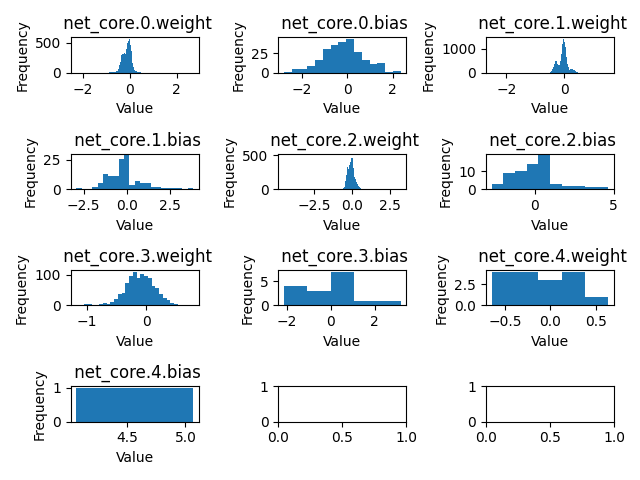 net_core.0.weight
net_core.0.bias
net_core.1.weight
Frequency
500
0
−2
0
2
Value
Frequency
25
0
−2
0
2
Value
Frequency
1000
0
−2
0
Value
net_core.1.bias
net_core.2.weight
net_core.2.bias
Frequency
25
0
−2.5
0.0
2.5
Value
Frequency
500
0
−2.5
0.0
2.5
Value
Frequency
10
0
0
5
Value
net_core.3.weight
net_core.3.bias
net_core.4.weight
Frequency
100
0
−1
0
Value
Frequency
5
0
−2
0
2
Value
Frequency
2.5
0.0
−0.5
0.0
0.5
Value
net_core.4.bias
Frequency
1
0
4.5
5.0
Value
1
0
0.0
0.5
1.0
1
0
0.0
0.5
1.0